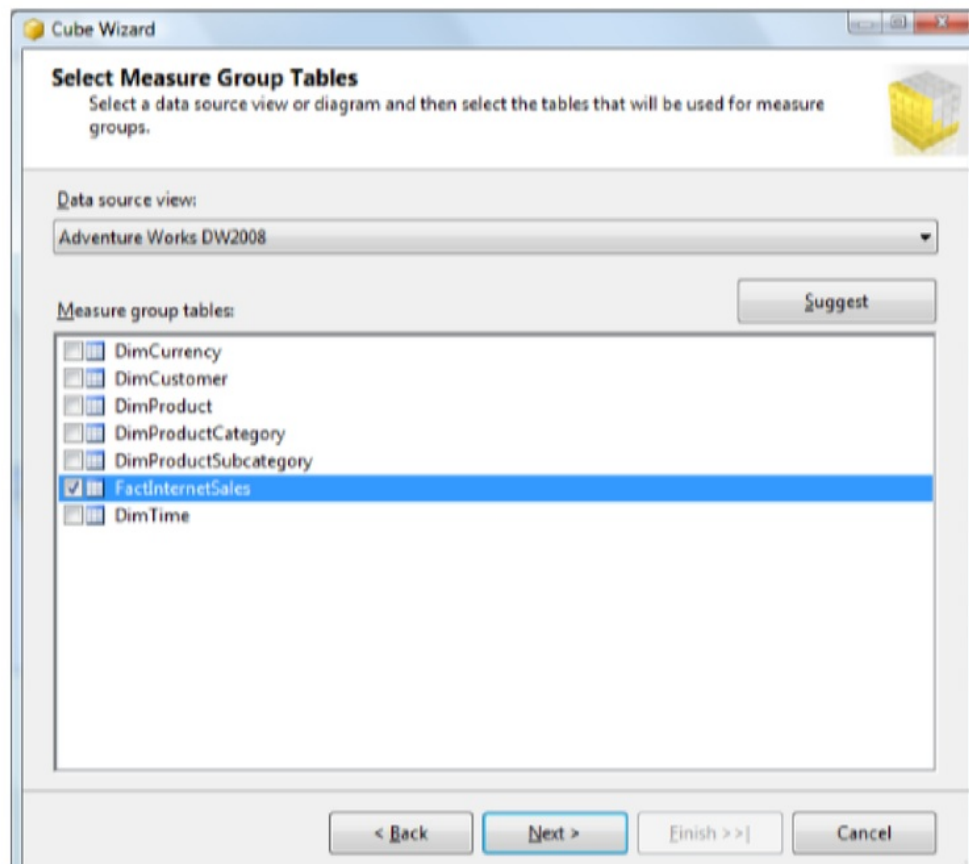 Cube Wizard
Select Measure Group Tables
Select a data source view or diagram and then select the tables that will be used for measure
groups.
Data source view:
Adventure Works DW2008
Suggest
Measure group tables:
DimCurrency
DimCustomer
DimProduct
DimProductCategory
DimProductSubcategory
FactInternetSales
DimTime
< Back
Next >
Finish >>|
Cancel